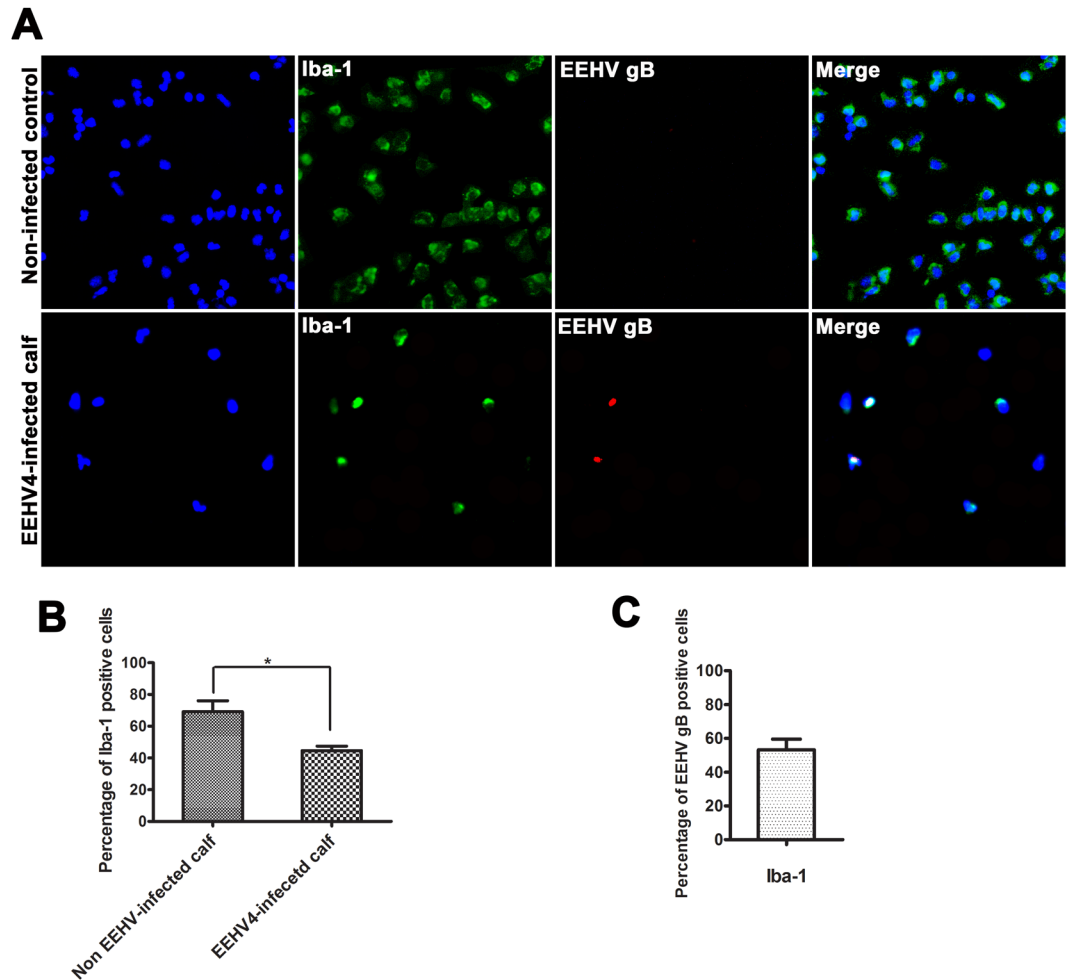 A
Non-infected control
Iba-1
EEHV gB
Merge
EEHV4-infected calf
Iba-1
EEHV gB
Merge
B
Percentage of Iba-1 positive cells
100
80
60
40
20
0
*
Non EEHV-infected calf
EEHV4-infecetd calf
C
Percentage of EEHV gB positive cells
100
80
60
40
20
0
Iba-1